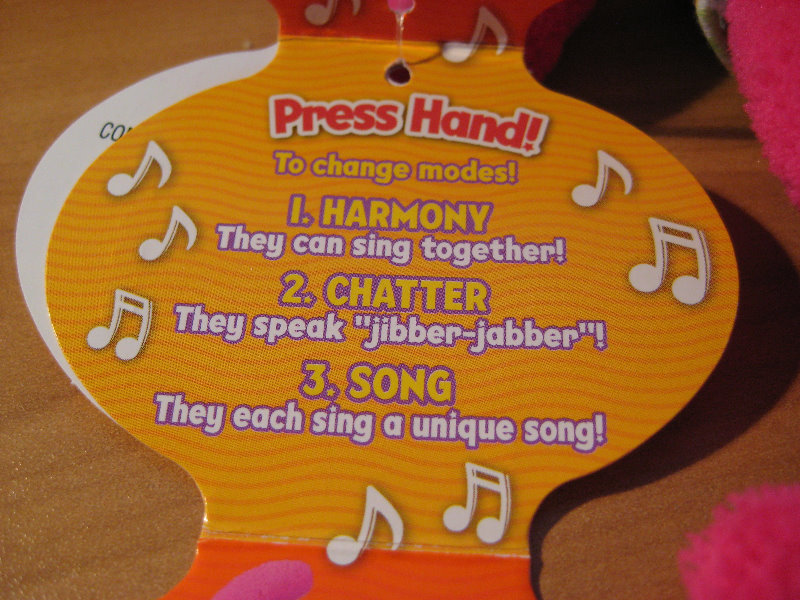 CO
Press Hand!
To change modes!
1. HARMONY
They can sing together!
2. CHATTER
They speak "jibber-jabber"!
3. SONG
They each sing a unique song!